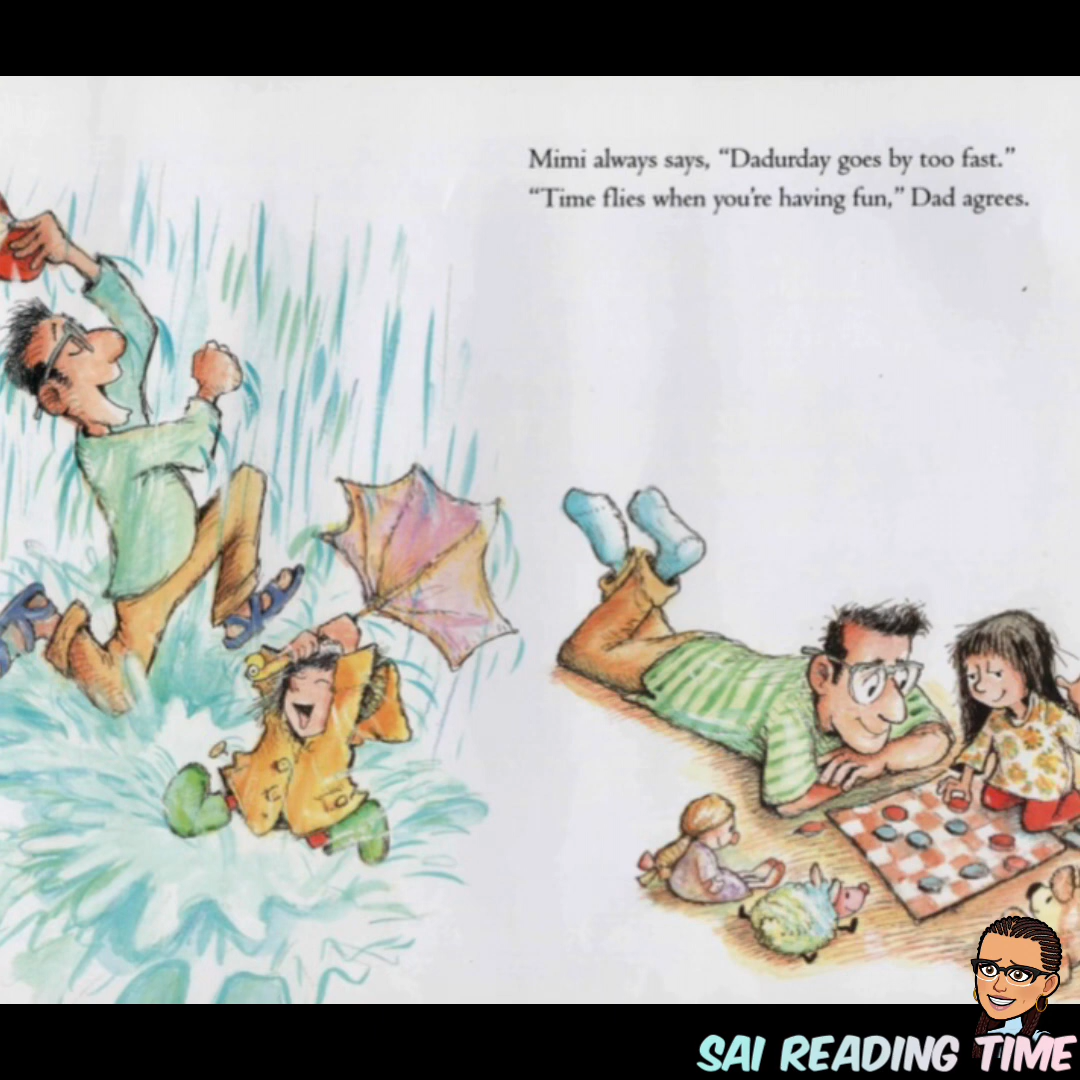 Mimi always says, “Dadurday goes by too fast.”
“Time flies when you’re having fun,” Dad agrees.
SAI READING TIME